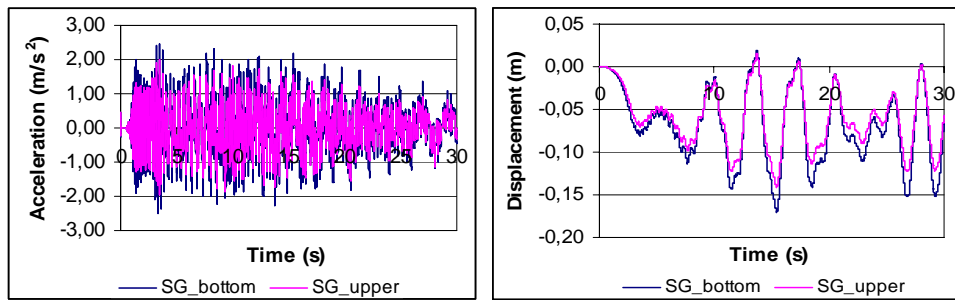 Acceleration (m/s²)
3,00
2,00
1,00
0,00
-1,00
-2,00
-3,00
0 5 10 15 20 25 30
Time (s)
SG_bottom SG_upper
Displacement (m)
0,05
0,00
-0,05
-0,10
-0,15
-0,20
0 10 20 30
Time (s)
SG_bottom SG_upper